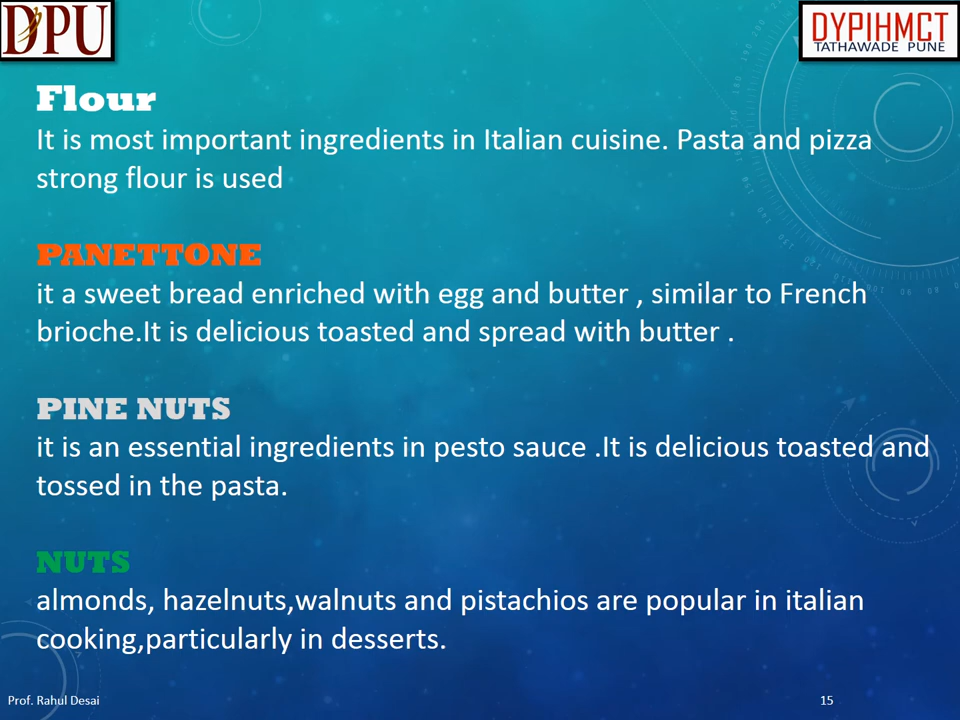 DPU
DYPIHMCT
TATHAWADE PUNE
Flour
It is most important ingredients in Italian cuisine. Pasta and pizza
strong flour is used
PANETTONE
it a sweet bread enriched with egg and butter , similar to French
brioche.It is delicious toasted and spread with butter .
PINE NUTS
it is an essential ingredients in pesto sauce .It is delicious toasted and
tossed in the pasta.
NUTS
almonds, hazelnuts,walnuts and pistachios are popular in italian
cooking,particularly in desserts.
Prof. Rahul Desai
15